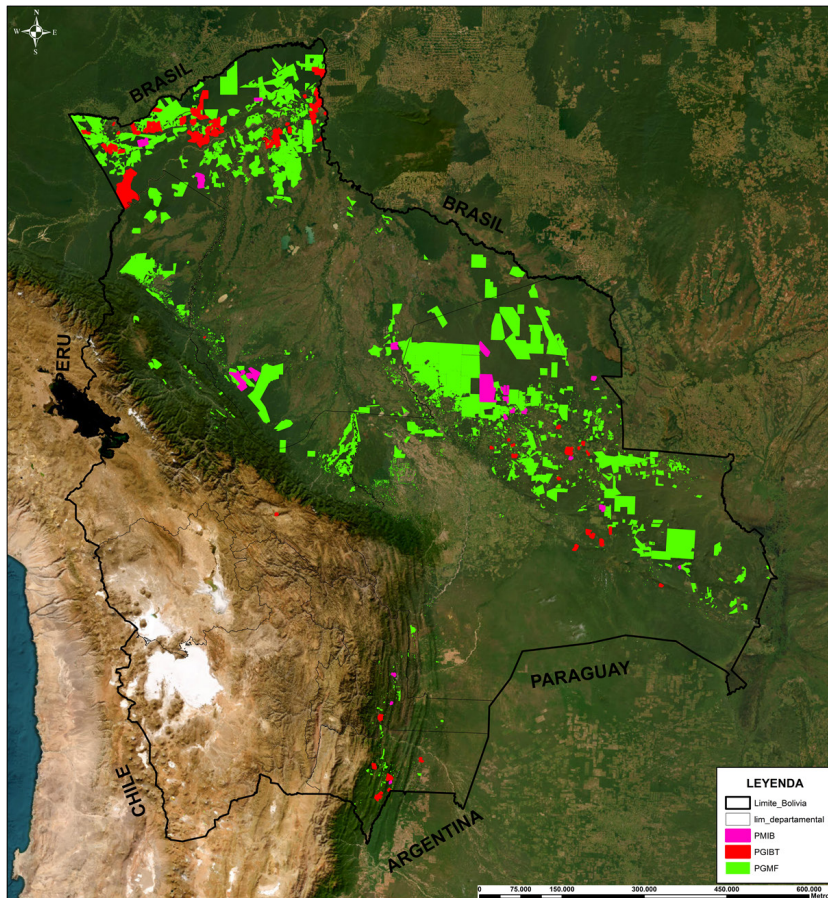 N
W E
S
BRASIL
BRASIL
PERU
PARAGUAY
CHILE
ARGENTINA
LEYENDA
Limite_Bolivia
lim_departamental
PMIB
PGIBT
PGMF
0 75.000 150.000 300.000 450.000 600.000